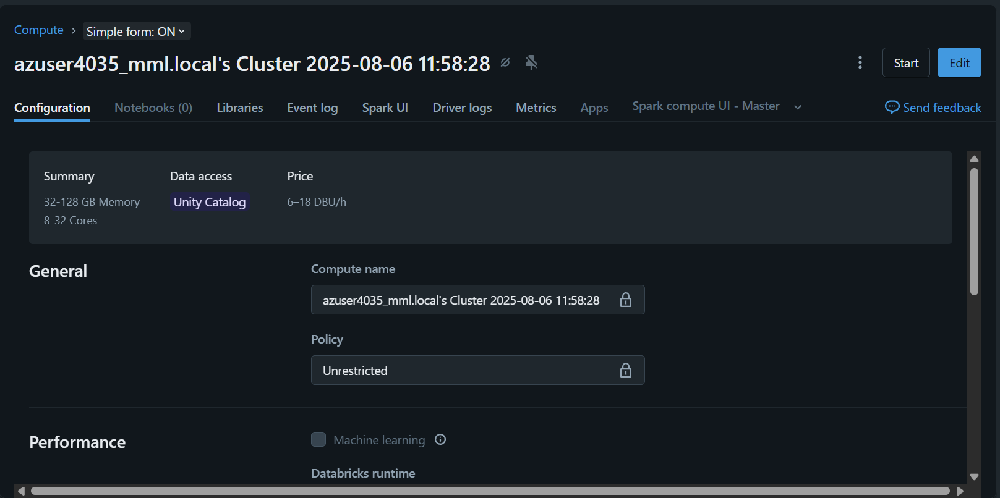 Compute › Simple form: ON
azuser4035_mml.local's Cluster 2025-08-06 11:58:28
Start
Edit
Configuration Notebooks (0) Libraries Event log Spark UI Driver logs Metrics Apps Spark compute UI - Master Send feedback
Summary Data access Price
32-128 GB Memory Unity Catalog 6–18 DBU/h
8-32 Cores
General
Compute name
azuser4035_mml.local's Cluster 2025-08-06 11:58:28
Policy
Unrestricted
Performance
Machine learning
Databricks runtime